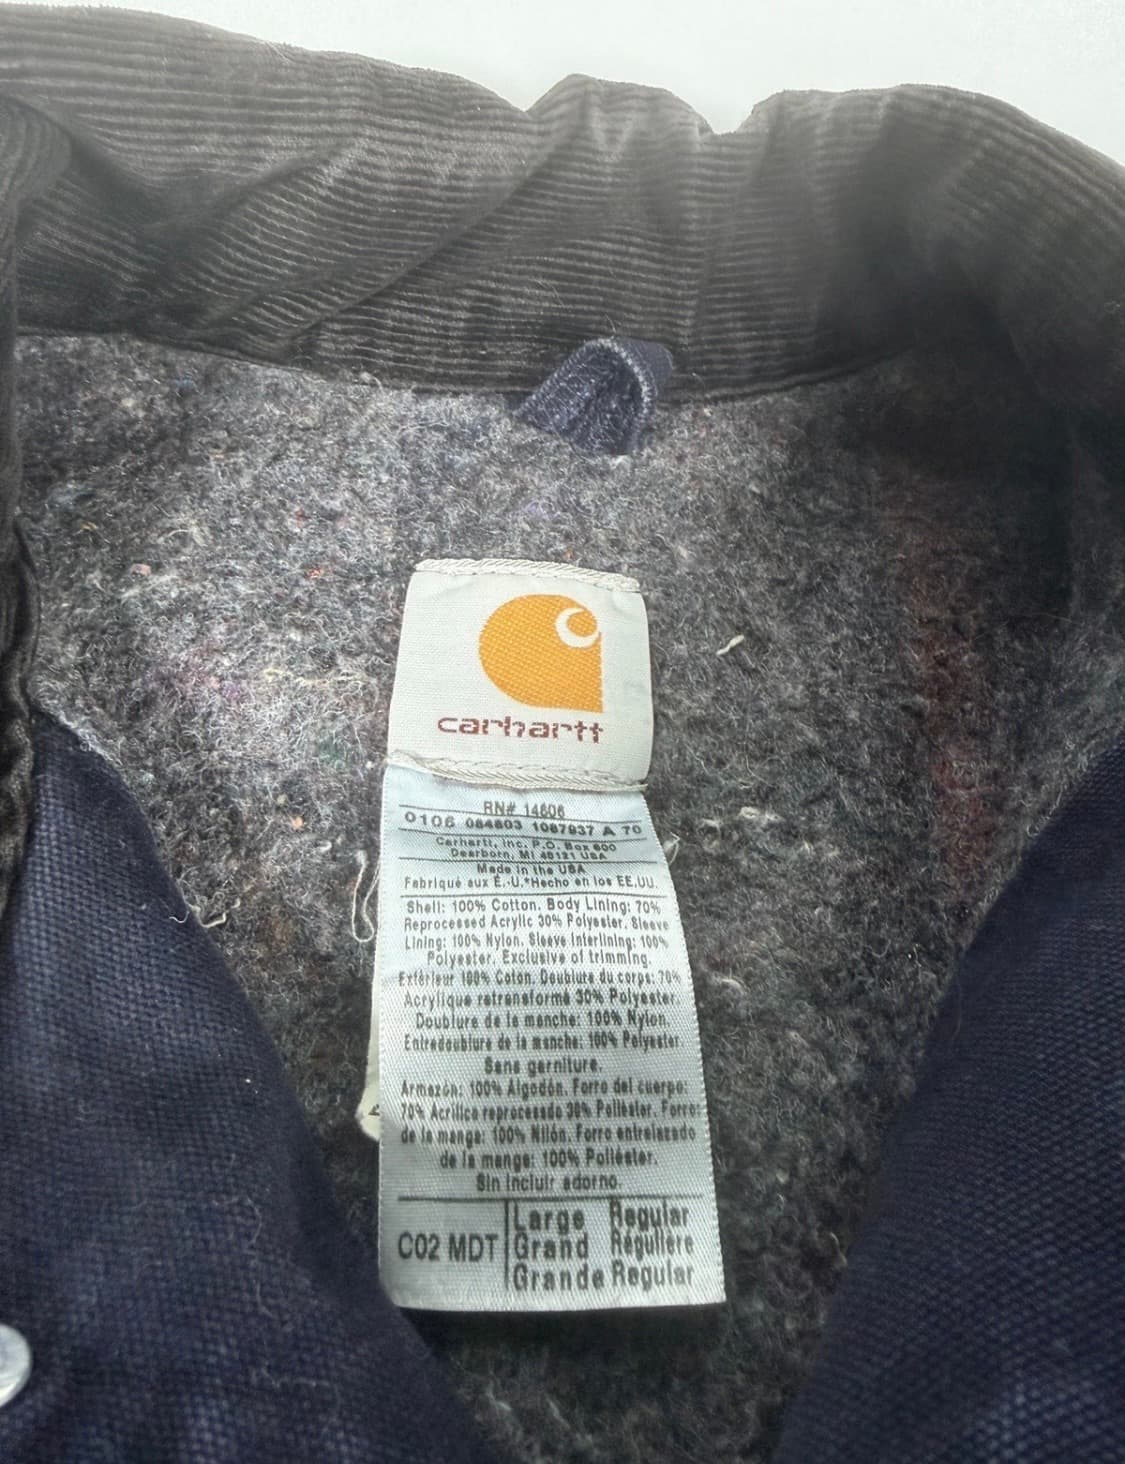 carhartt
RN# 14606
0106 084803 1087937 A 70
Carhartt, Inc. P.O. Box 600
Dearborn, MI 48121 USA
Made in the USA
Fabriqué aux É.-U.*Hecho en los EE.UU.
Shell: 100% Cotton. Body Lining: 70%
Reprocessed Acrylic 30% Polyester. Sleeve
Lining: 100% Nylon. Sleeve Interlining: 100%
Polyester. Exclusive of trimming.
Extérieur 100% Coton. Doublure du corps: 70%
Acrylique retransformé 30% Polyester.
Doublure de la manche: 100% Nylon.
Entredoublure de la manche: 100% Polyester
Sans garniture.
Armazón: 100% Algodón. Forro del cuerpo:
70% Acrílico reprocesado 30% Poliéster. Forro:
de la manga: 100% Nilón. Forro entrelazado
de la manga: 100% Poliéster.
Sin incluir adorno.
C02 MDT
Large Regular
Grand Régulière
Grande Regular